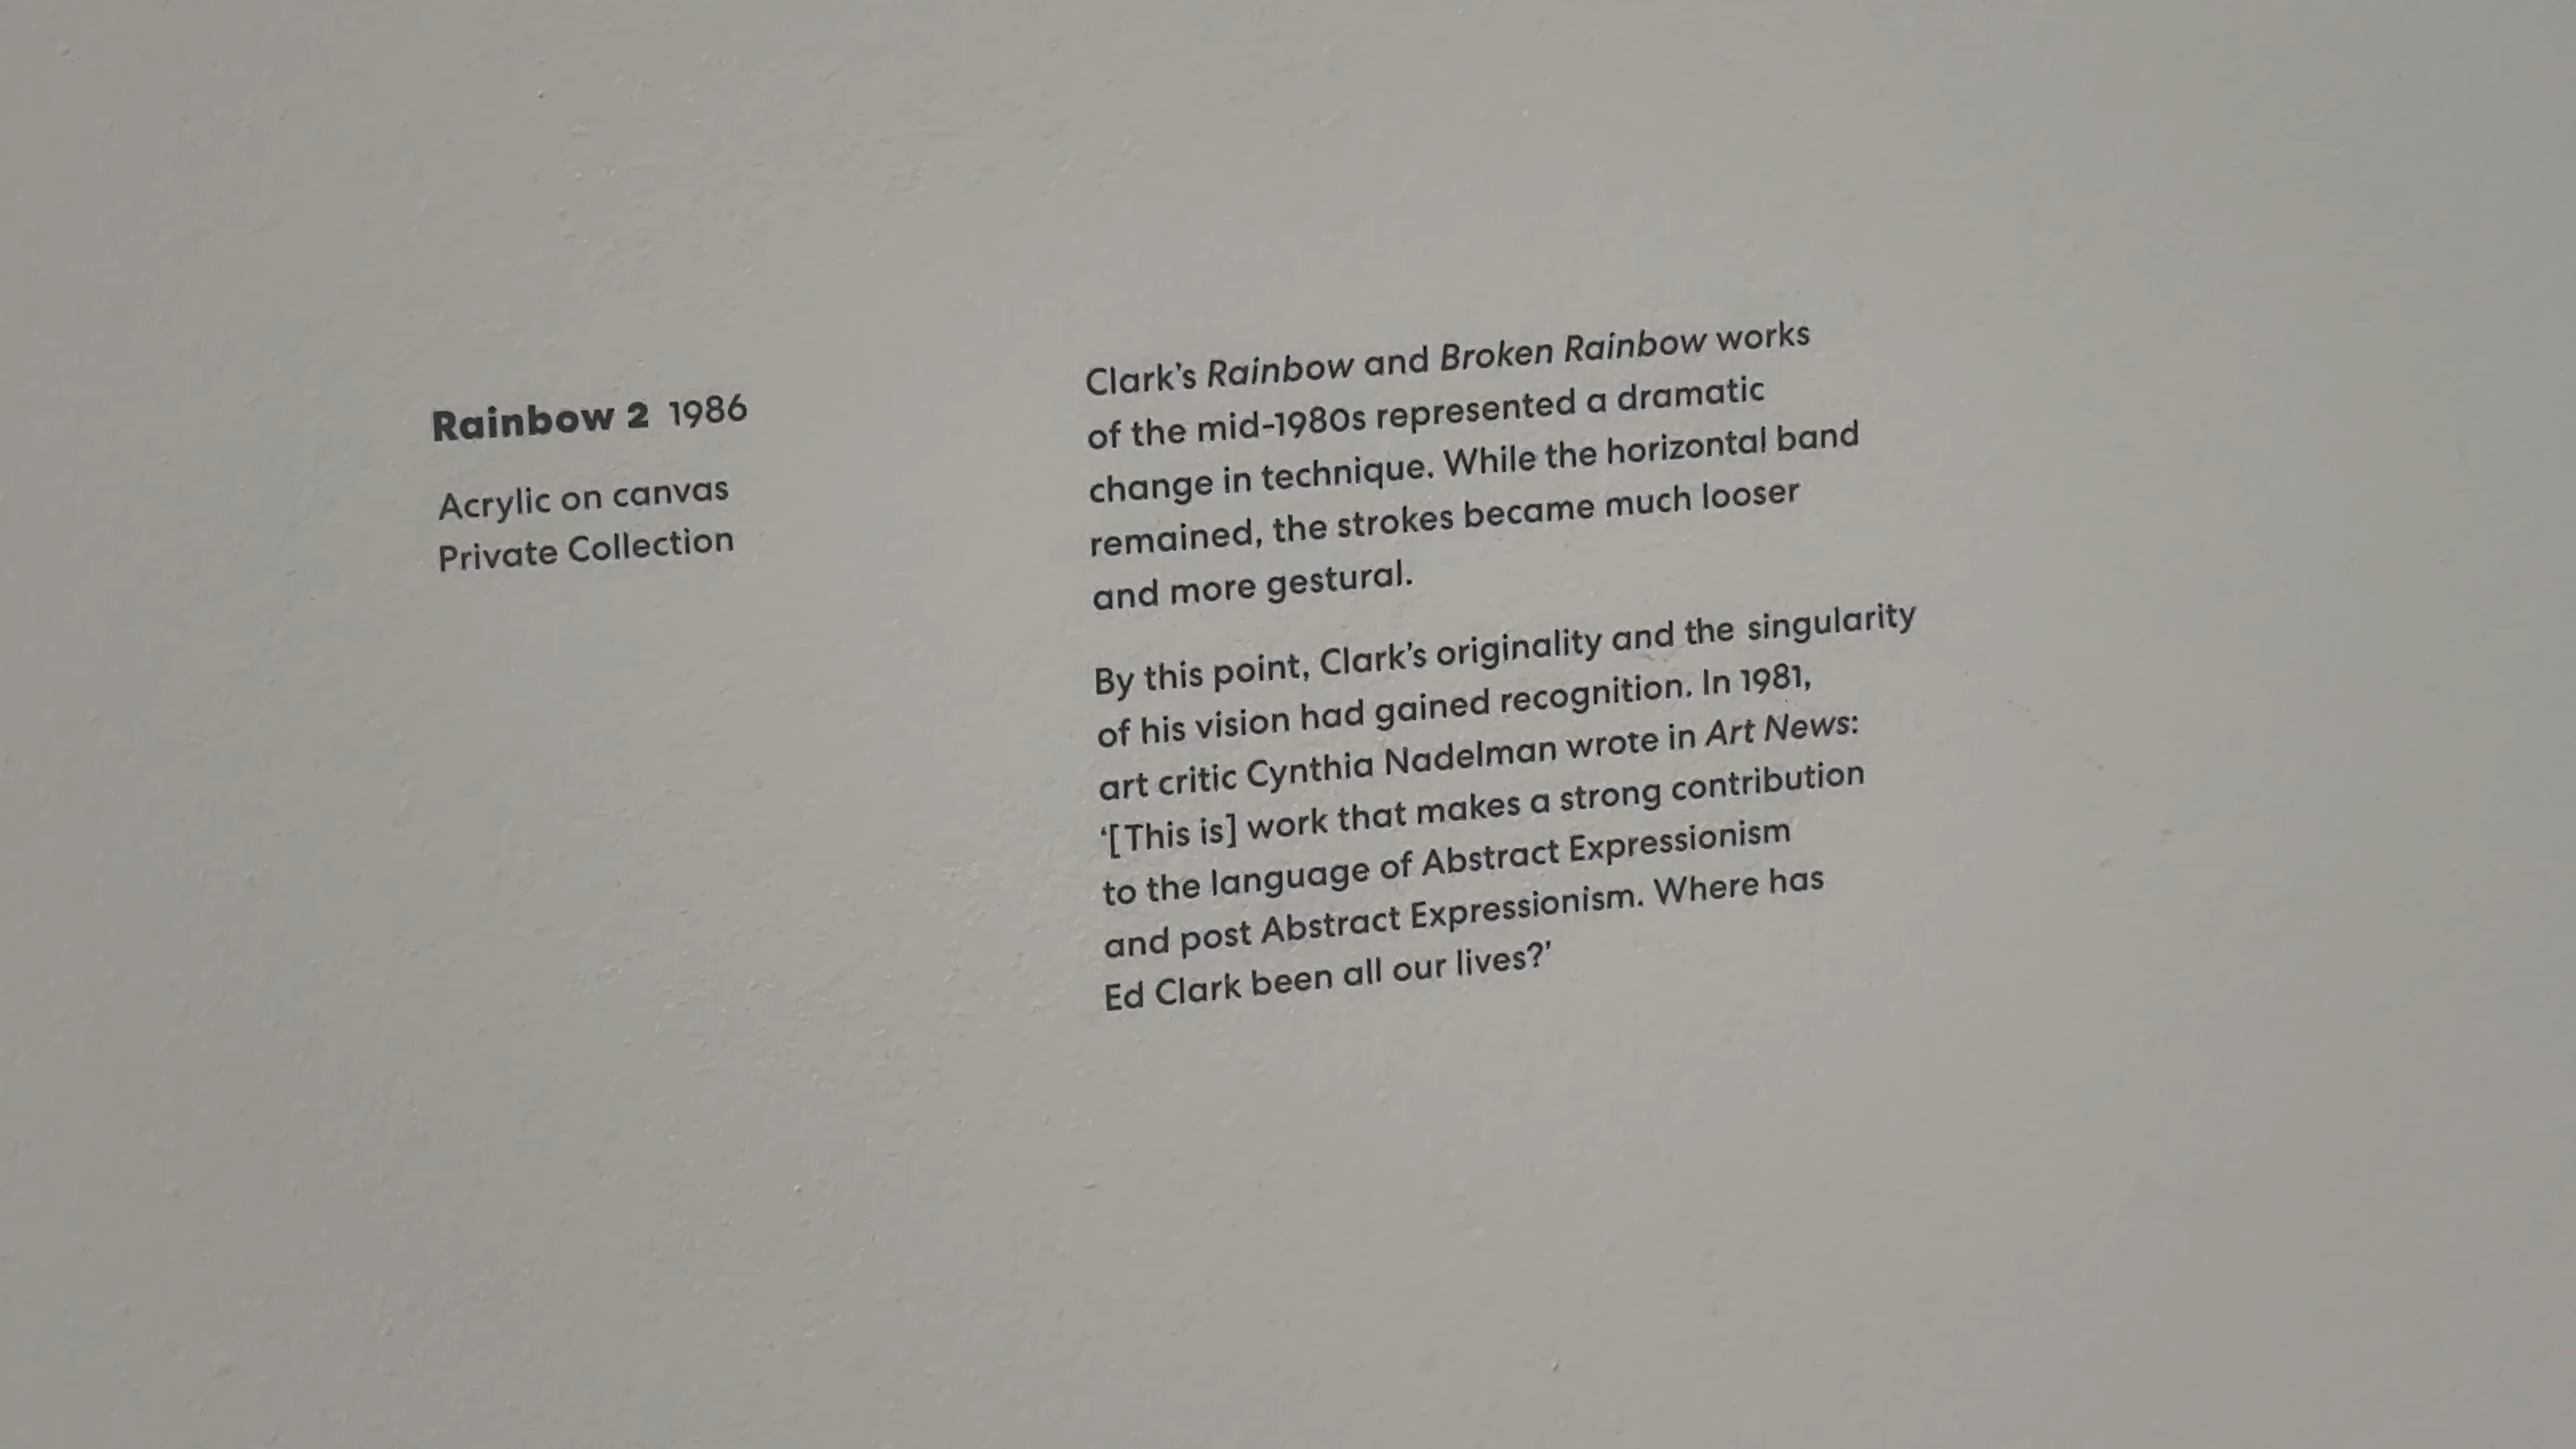 Rainbow 2 1986
Acrylic on canvas
Private Collection
Clark's Rainbow and Broken Rainbow works
of the mid-1980s represented a dramatic
change in technique. While the horizontal band
remained, the strokes became much looser
and more gestural.
By this point, Clark's originality and the singularity
of his vision had gained recognition. In 1981,
art critic Cynthia Nadelman wrote in Art News:
‘[This is] work that makes a strong contribution
to the language of Abstract Expressionism
and post Abstract Expressionism. Where has
Ed Clark been all our lives?’